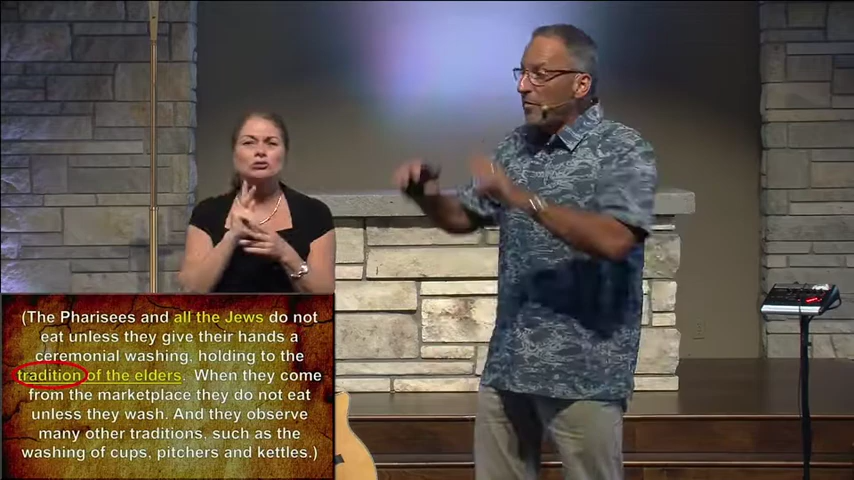 (The Pharisees and all the Jews do not
eat unless they give their hands a
ceremonial washing, holding to the
tradition of the elders. When they come
from the marketplace they do not eat
unless they wash. And they observe
many other traditions, such as the
washing of cups, pitchers and kettles.)